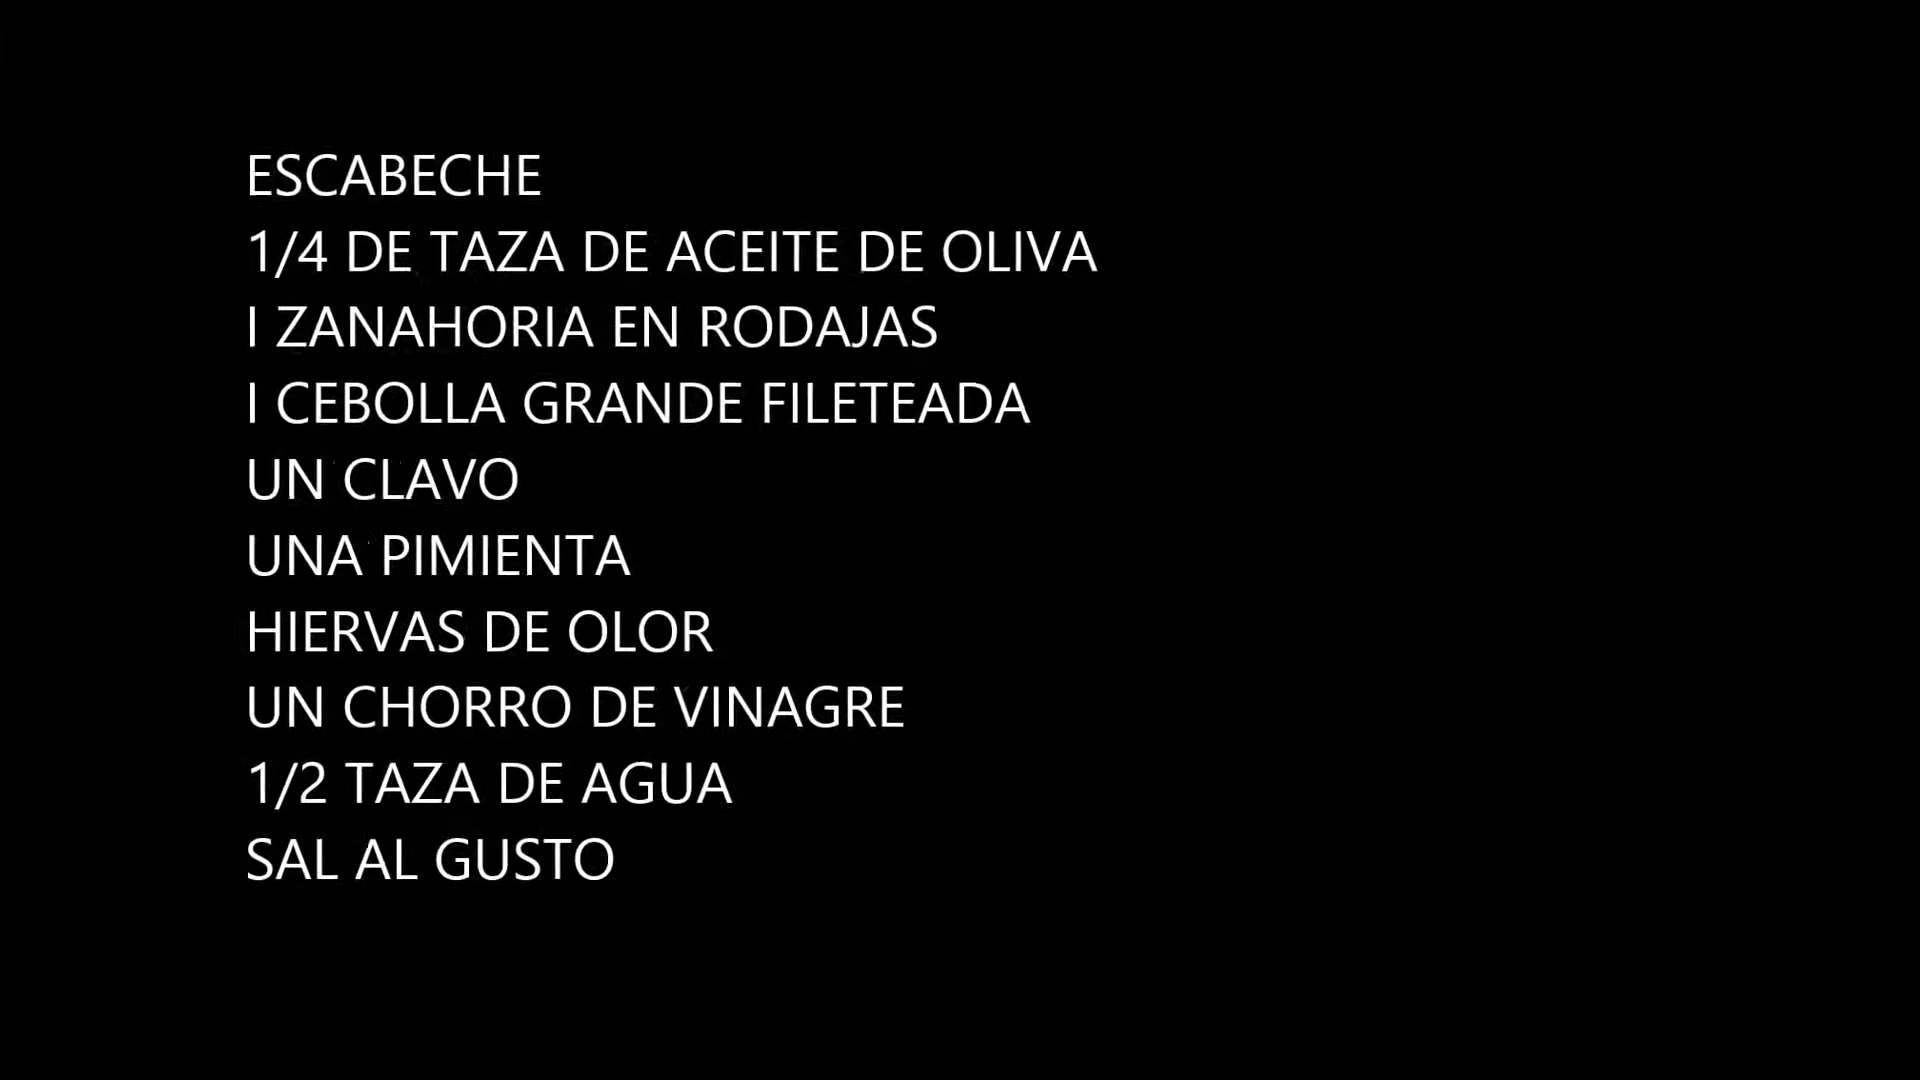 ESCABECHE
1/4 DE TAZA DE ACEITE DE OLIVA
I ZANAHORIA EN RODAJAS
I CEBOLLA GRANDE FILETEADA
UN CLAVO
UNA PIMIENTA
HIERVAS DE OLOR
UN CHORRO DE VINAGRE
1/2 TAZA DE AGUA
SAL AL GUSTO